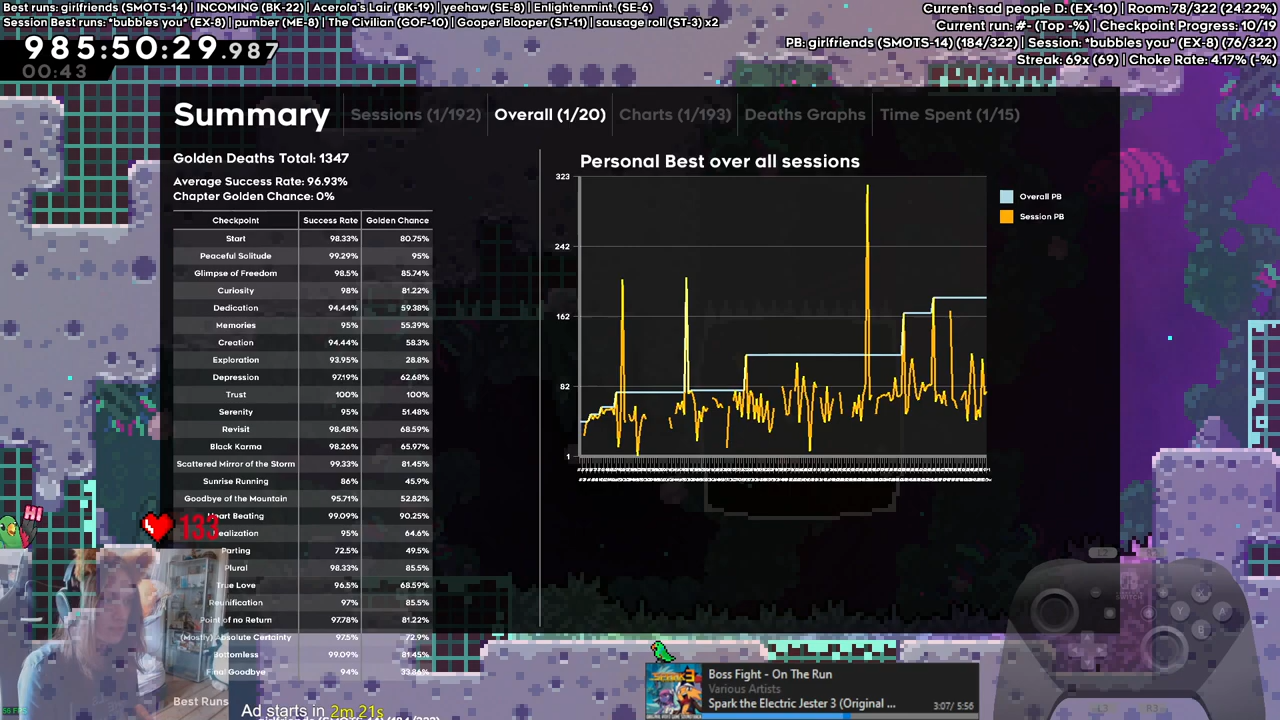 Best runs: girlfriends (SMOTS-14) | INCOMING (BK-22) | Acerola's Lair (BK-19) | yeehaw (SE-8) | Enlightenment. (SE-6)
Session Best runs: *bubbles you* (EX-8) | pumber (ME-8) | The Civilian (GOF-10) | Gooper Blooper (ST-11) | sausage roll (ST-3) x2
985:50:29.987
00:43
Current: sad people D: (EX-10) | Room: 78/322 (24.22%)
Current run: #- (Top -%) | Checkpoint Progress: 10/19
PB: girlfriends (SMOTS-14) (184/322) | Session: *bubbles you* (EX-8) (76/322)
Streak: 69x (69) | Choke Rate: 4.17% (-%)
Summary
Sessions (1/192)
Overall (1/20)
Charts (1/193)
Deaths Graphs
Time Spent (1/15)
Golden Deaths Total: 1347
Average Success Rate: 96.93%
Chapter Golden Chance: 0%
Checkpoint Success Rate Golden Chance
Start 98.33% 80.75%
Peaceful Solitude 99.29% 95%
Glimpse of Freedom 98.5% 85.74%
Curiosity 98% 81.22%
Dedication 94.44% 59.38%
Memories 95% 55.39%
Creation 94.44% 58.3%
Exploration 93.95% 28.8%
Depression 97.19% 62.68%
Trust 100% 100%
Serenity 95% 51.48%
Revisit 98.48% 68.59%
Black Karma 98.26% 65.97%
Scattered Mirror of the Storm 99.33% 81.45%
Sunrise Running 86% 45.9%
Goodbye of the Mountain 95.71% 52.82%
Heart Beating 99.09% 90.25%
Realization 95% 64.6%
Parting 72.5% 49.5%
Plural 98.33% 85.5%
True Love 96.5% 68.59%
Reunification 97% 85.5%
Point of no Return 97.78% 81.22%
(Mostly) Absolute Certainty 97.5% 72.9%
Bottomless 99.09% 81.45%
Final Goodbye 94% 33.86%
Best Runs
Personal Best over all sessions
323
242
162
82
1
Overall PB
Session PB
HI
133
Ad starts in 2m 21s
Boss Fight - On The Run
Various Artists
Spark the Electric Jester 3 (Original ...
3:07/ 5:56